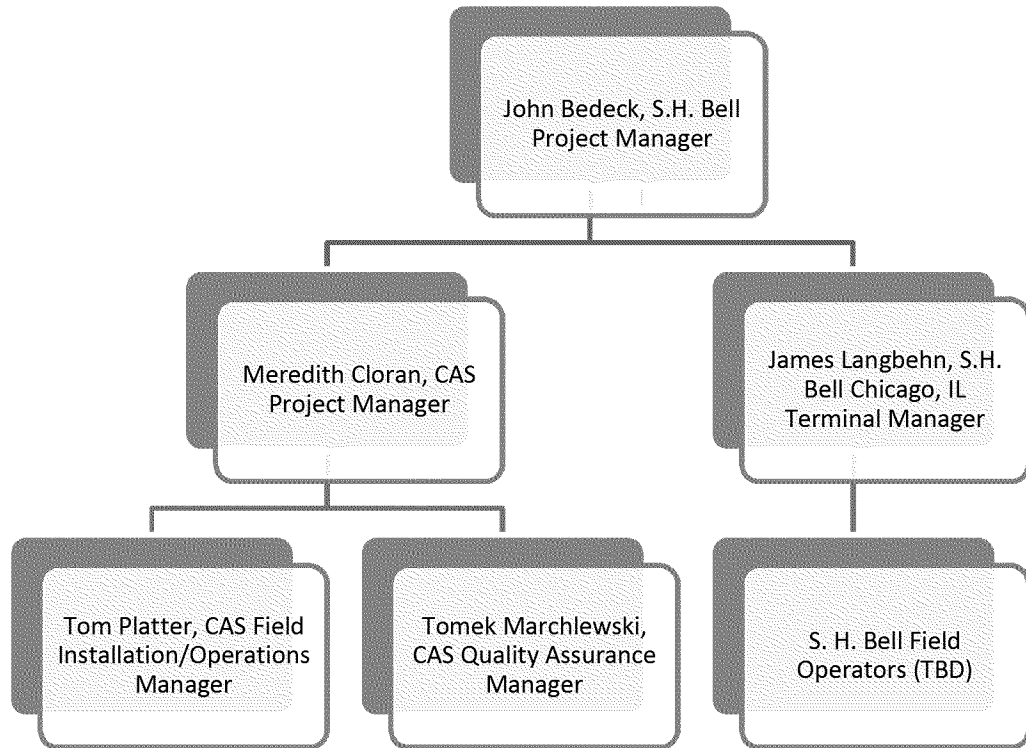 John Bedeck, S.H. Bell
Project Manager
Meredith Cloran, CAS
Project Manager
James Langbehn, S.H.
Bell Chicago, IL
Terminal Manager
Tom Platter, CAS Field
Installation/Operations
Manager
Tomek Marchlewski,
CAS Quality Assurance
Manager
S. H. Bell Field
Operators (TBD)